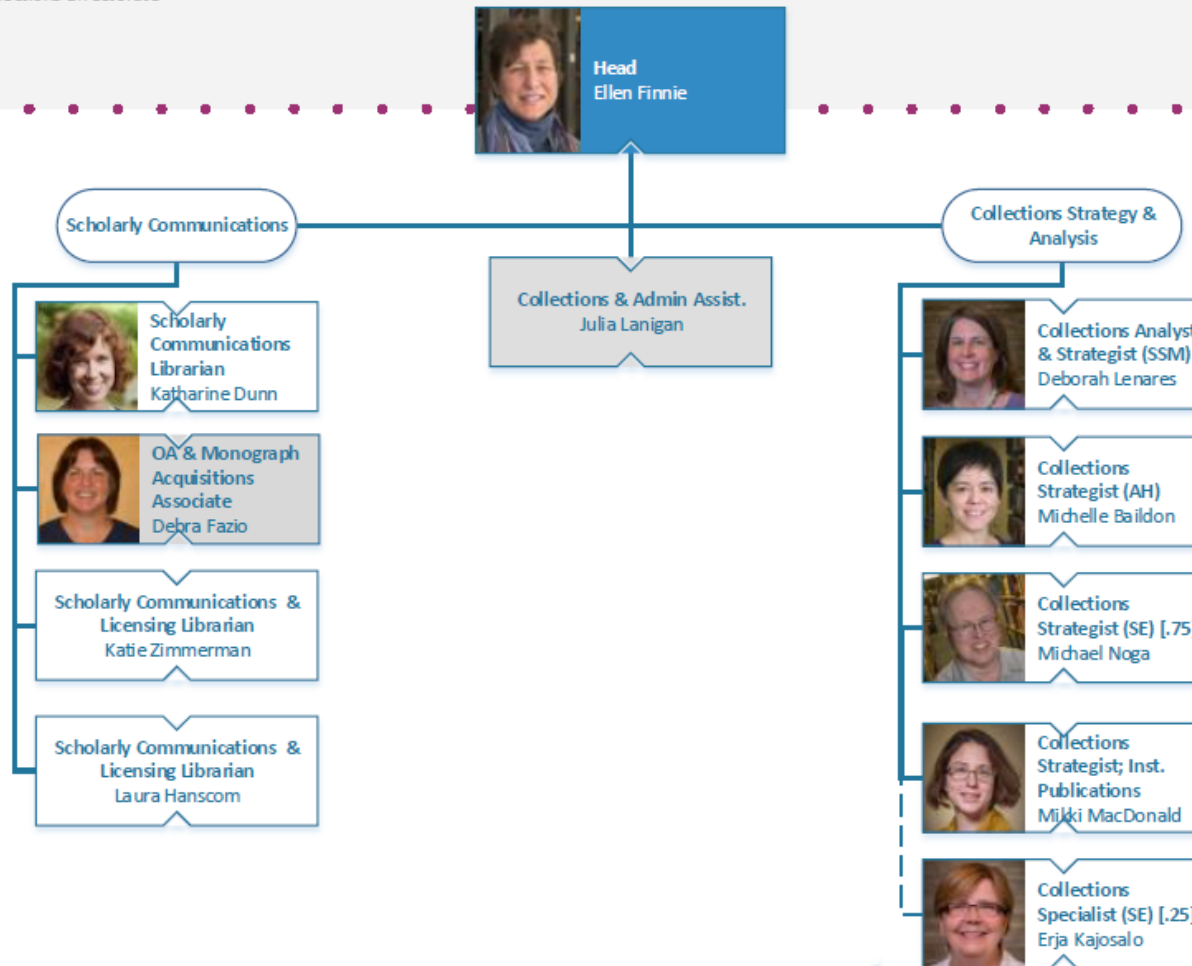 Head
Ellen Finnie
Scholarly Communications
Collections Strategy &
Analysis
Collections & Admin Assist.
Julia Lanigan
Scholarly
Communications
Librarian
Katharine Dunn
OA & Monograph
Acquisitions
Associate
Debra Fazio
Scholarly Communications &
Licensing Librarian
Katie Zimmerman
Scholarly Communications &
Licensing Librarian
Laura Hanscom
Collections Analyst
& Strategist (SSM)
Deborah Lenares
Collections
Strategist (AH)
Michelle Baildon
Collections
Strategist (SE) [.75
Michael Noga
Collections
Strategist; Inst.
Publications
Mikki MacDonald
Collections
Specialist (SE) [.25]
Erja Kajosalo